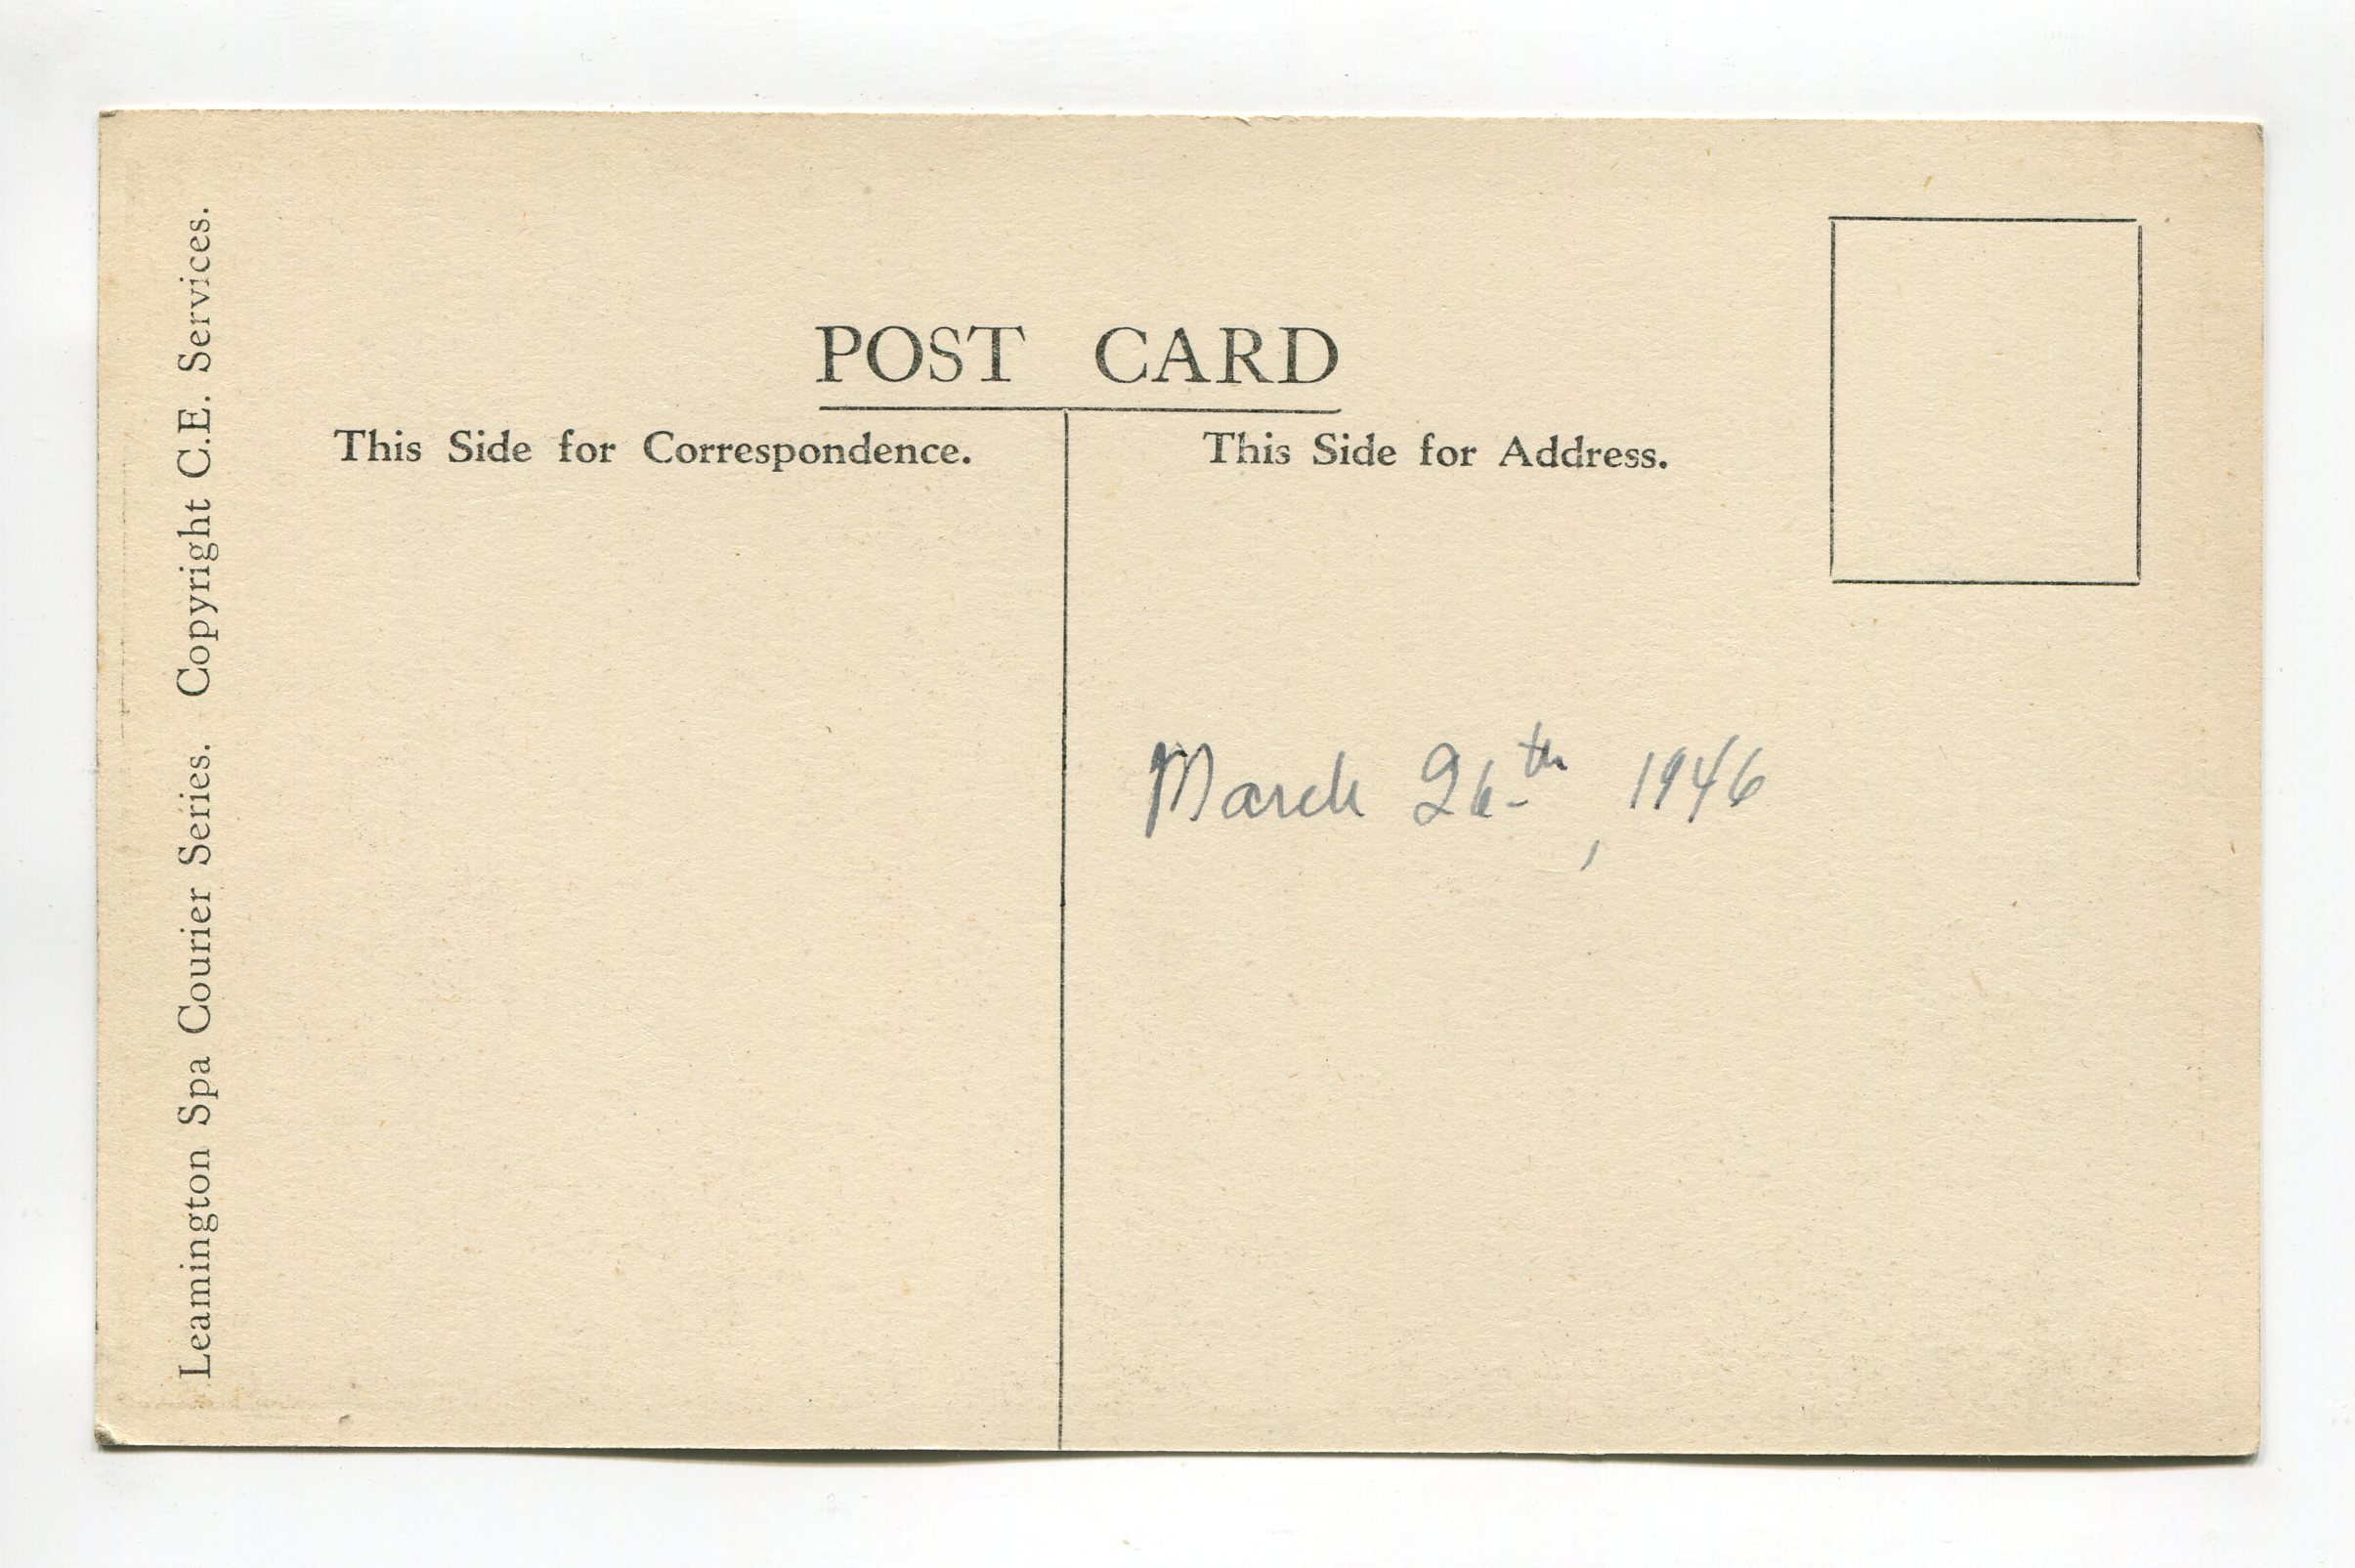 POST CARD
This Side for Correspondence.
This Side for Address.
Leamington Spa Courier Series. Copyright C.E. Services.
March 26th, 1946